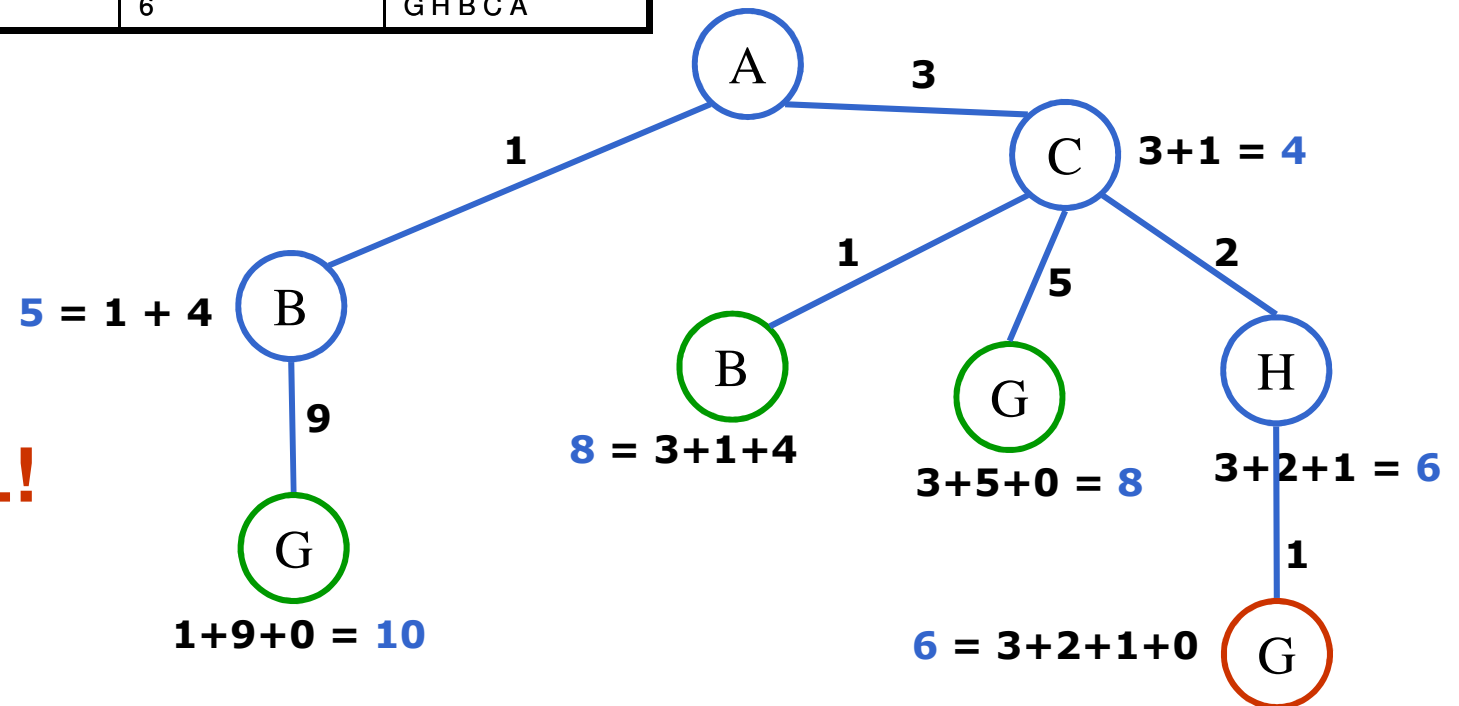 6 G H B C A
A
3
1
C 3+1 = 4
1
5
2
5 = 1 + 4 B
B
G
H
9
8 = 3+1+4
3+5+0 = 8
3+2+1 = 6
!
G
1
1+9+0 = 10
6 = 3+2+1+0 G